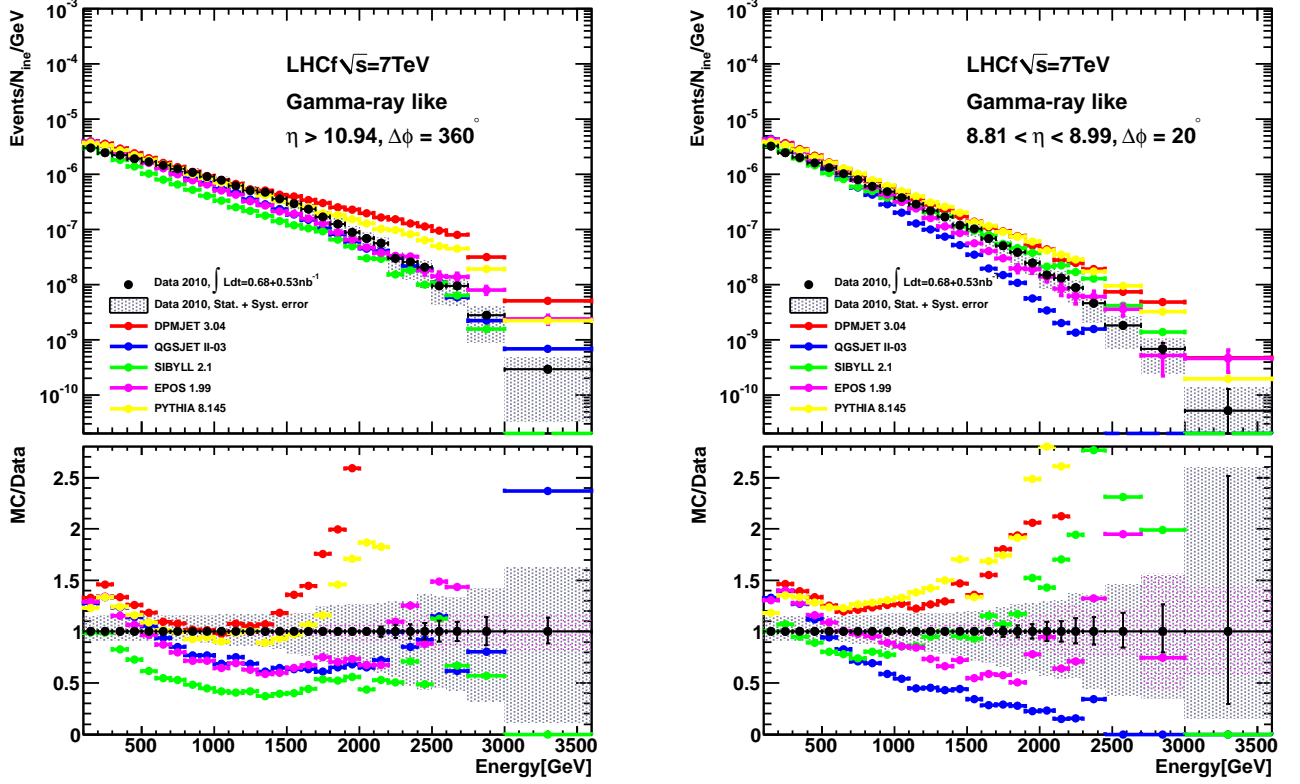 Events/N_ine/GeV
10^-3
10^-4
10^-5
10^-6
10^-7
10^-8
10^-9
10^-10
LHCf √s=7TeV
Gamma-ray like
η > 10.94, Δϕ = 360°
Data 2010, ∫ Ldt=0.68+0.53nb^-1
Data 2010, Stat. + Syst. error
DPMJET 3.04
QGSJET II-03
SIBYLL 2.1
EPOS 1.99
PYTHIA 8.145
MC/Data
2.5
2
1.5
1
0.5
0
500 1000 1500 2000 2500 3000 3500
Energy[GeV]
Events/N_ine/GeV
10^-3
10^-4
10^-5
10^-6
10^-7
10^-8
10^-9
10^-10
LHCf √s=7TeV
Gamma-ray like
8.81 < η < 8.99, Δϕ = 20°
Data 2010, ∫ Ldt=0.68+0.53nb^-1
Data 2010, Stat. + Syst. error
DPMJET 3.04
QGSJET II-03
SIBYLL 2.1
EPOS 1.99
PYTHIA 8.145
MC/Data
2.5
2
1.5
1
0.5
0
500 1000 1500 2000 2500 3000 3500
Energy[GeV]